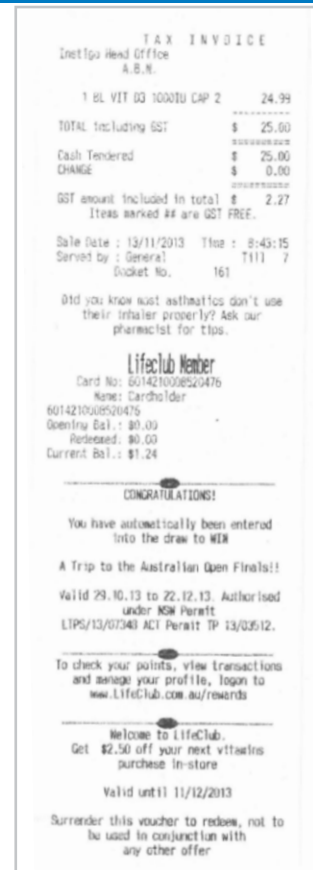 TAX INVOICE
Instigo Head Office
A.B.N.
1 BL VIT D3 1000IU CAP 2 24.99
TOTAL including GST $ 25.00
Cash Tendered $ 25.00
CHANGE $ 0.00
GST amount included in total $ 2.27
Items marked ## are GST FREE.
Sale Date : 13/11/2013 Time : 8:43:15
Served by : General Till 7
Docket No. 161
Did you know most asthmatics don't use
their inhaler properly? Ask our
pharmacist for tips.
Lifeclub Member
Card No: 6014210008520476
Name: Cardholder
6014210008520476
Opening Bal.: $0.00
Redeemed: $0.00
Current Bal.: $1.24
CONGRATULATIONS!
You have automatically been entered
into the draw to WIN
A Trip to the Australian Open Finals!!
Valid 29.10.13 to 22.12.13. Authorised
under NSW Permit
LTPS/13/07348 ACT Permit TP 13/03512.
To check your points, view transactions
and manage your profile, logon to
www.LifeClub.com.au/rewards
Welcome to LifeClub.
Get $2.50 off your next vitamins
purchase in-store
Valid until 11/12/2013
Surrender this voucher to redeem, not to
be used in conjunction with
any other offer